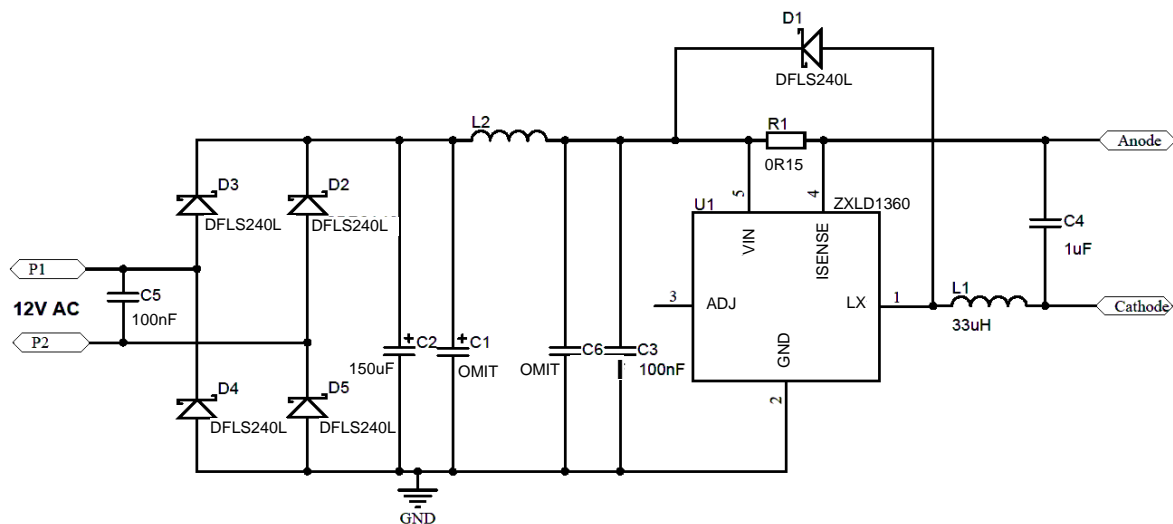 D1
DFLS240L
L2
R1
0R15
Anode
D3
DFLS240L
D2
DFLS240L
5
4
U1
ZXLD1360
VIN
ISENSE
C4
1uF
P1
12V AC
C5
100nF
P2
3
ADJ
LX
1
L1
33uH
Cathode
GND
2
+
C2
150uF
+
C1
OMIT
C6
OMIT
C3
100nF
D4
DFLS240L
D5
DFLS240L
GND